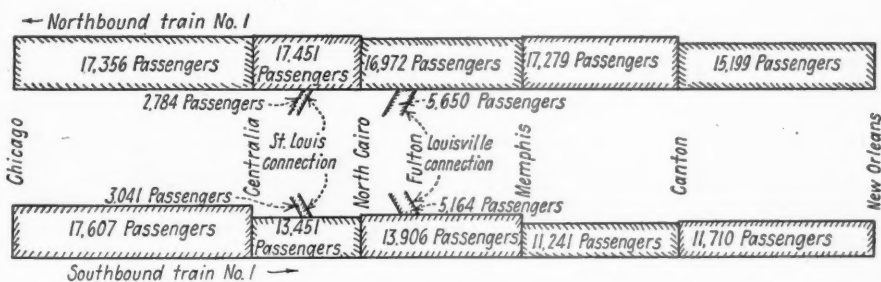 ← Northbound train No.1
17,356 Passengers
17,451
Passengers
16,972 Passengers
17,279 Passengers
15,199 Passengers
2,784 Passengers
5,650 Passengers
Chicago
Centralia
St. Louis
connection
North Cairo
Fulton
Louisville
connection
Memphis
Canton
New Orleans
3,041 Passengers
5,164 Passengers
17,607 Passengers
13,451
Passengers
13,906 Passengers
11,241 Passengers
11,710 Passengers
Southbound train No.1 →